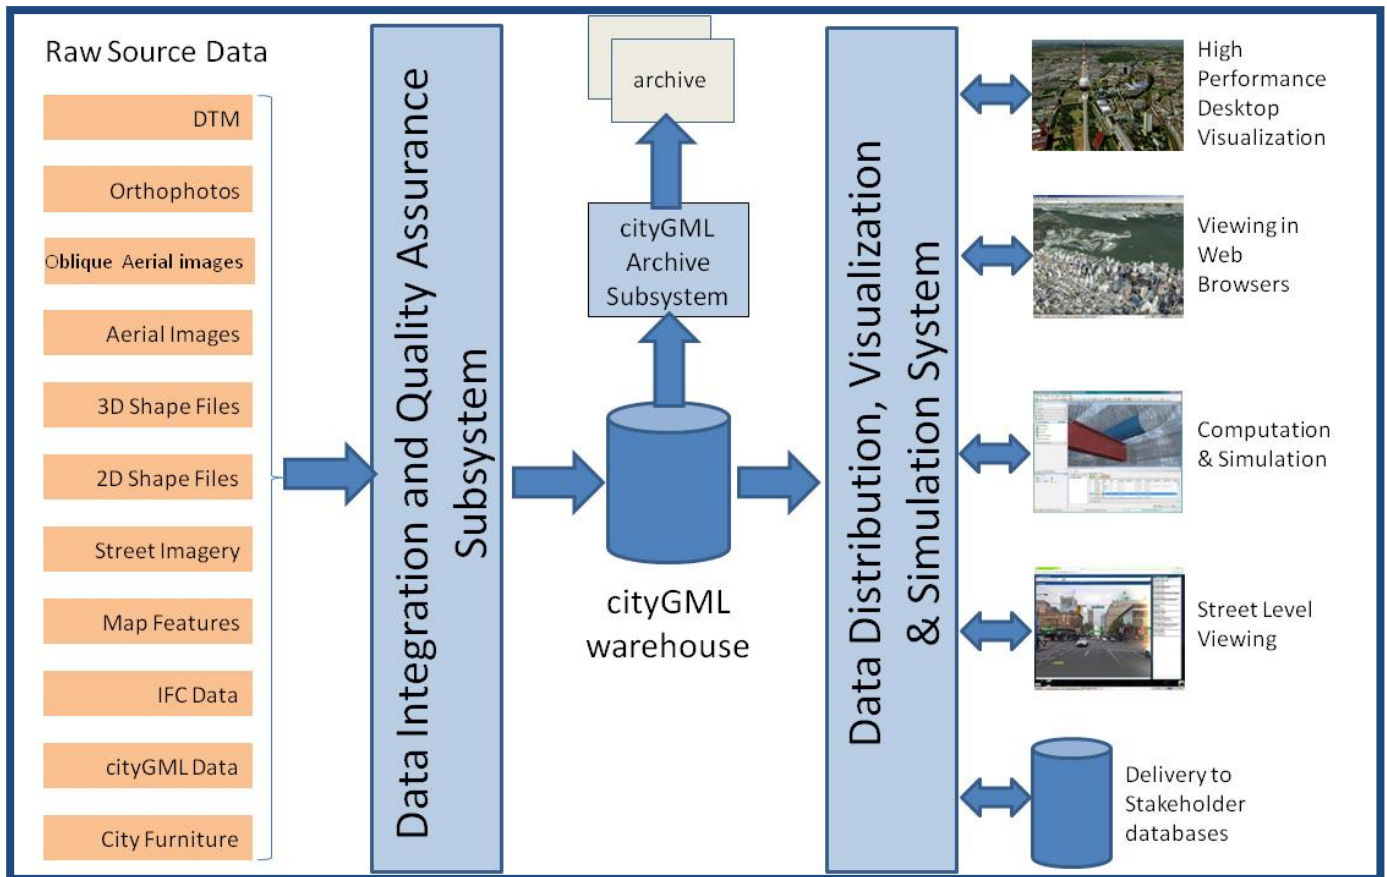 Raw Source Data
DTM
Orthophotos
Oblique Aerial images
Aerial Images
3D Shape Files
2D Shape Files
Street Imagery
Map Features
IFC Data
cityGML Data
City Furniture
Data Integration and Quality Assurance
Subsystem
archive
cityGML
Archive
Subsystem
cityGML
warehouse
Data Distribution, Visualization
& Simulation System
High
Performance
Desktop
Visualization
Viewing in
Web
Browsers
Computation
& Simulation
Street Level
Viewing
Delivery to
Stakeholder
databases